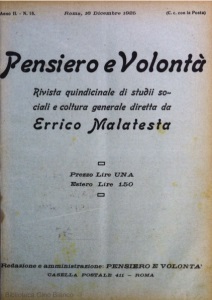 Anno II. - N. 16. Roma, 16 Dicembre 1925 (C. c. con la Posta)
Pensiero e Volontà
Rivista quindicinale di studii so-
ciali e coltura generale diretta da
Errico Malatesta
Prezzo Lire UNA
Estero Lire 1.50
Redazione e amministrazione: PENSIERO E VOLONTA'
CASELLA POSTALE 411 - ROMA